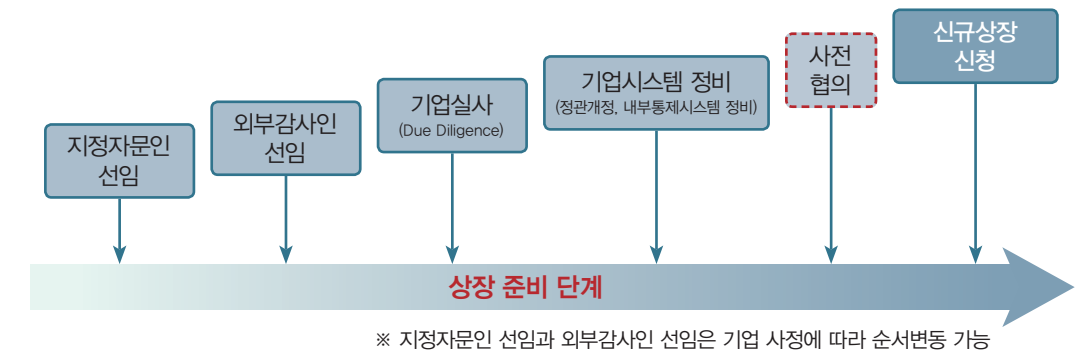 지정자문인
선임
외부감사인
선임
기업실사
(Due Diligence)
기업시스템 정비
(정관개정, 내부통제시스템 정비)
사전
협의
신규상장
신청
상장 준비 단계
※ 지정자문인 선임과 외부감사인 선임은 기업 사정에 따라 순서변동 가능